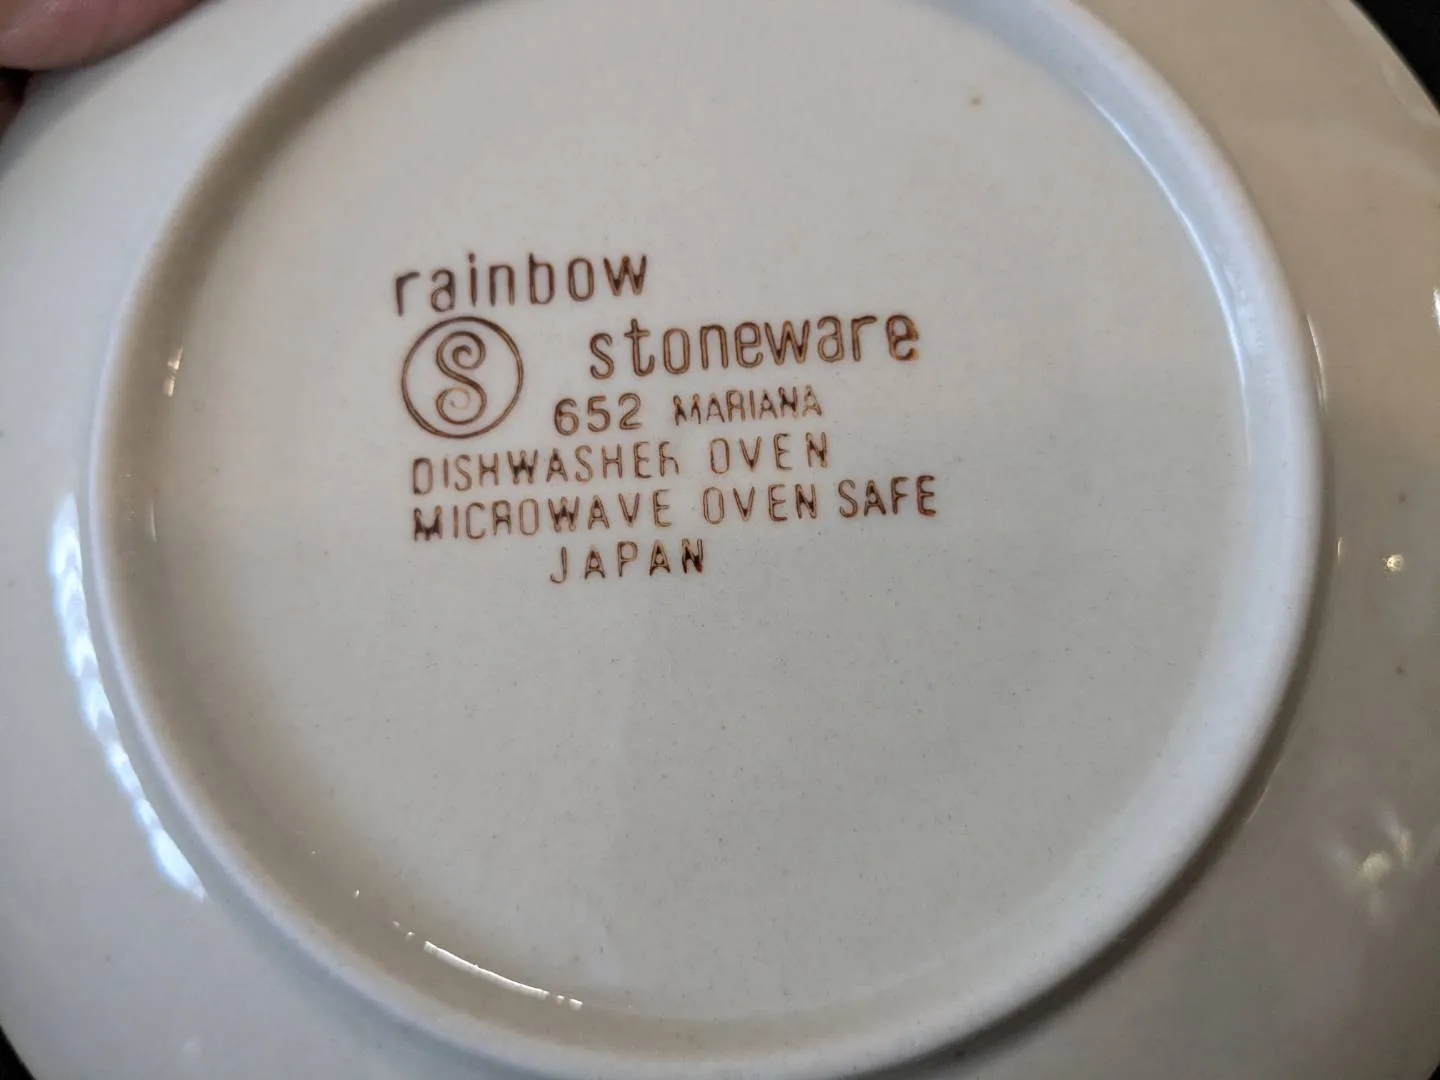 rainbow
S stoneware
652 MARIANA
DISHWASHER OVEN
MICROWAVE OVEN SAFE
JAPAN